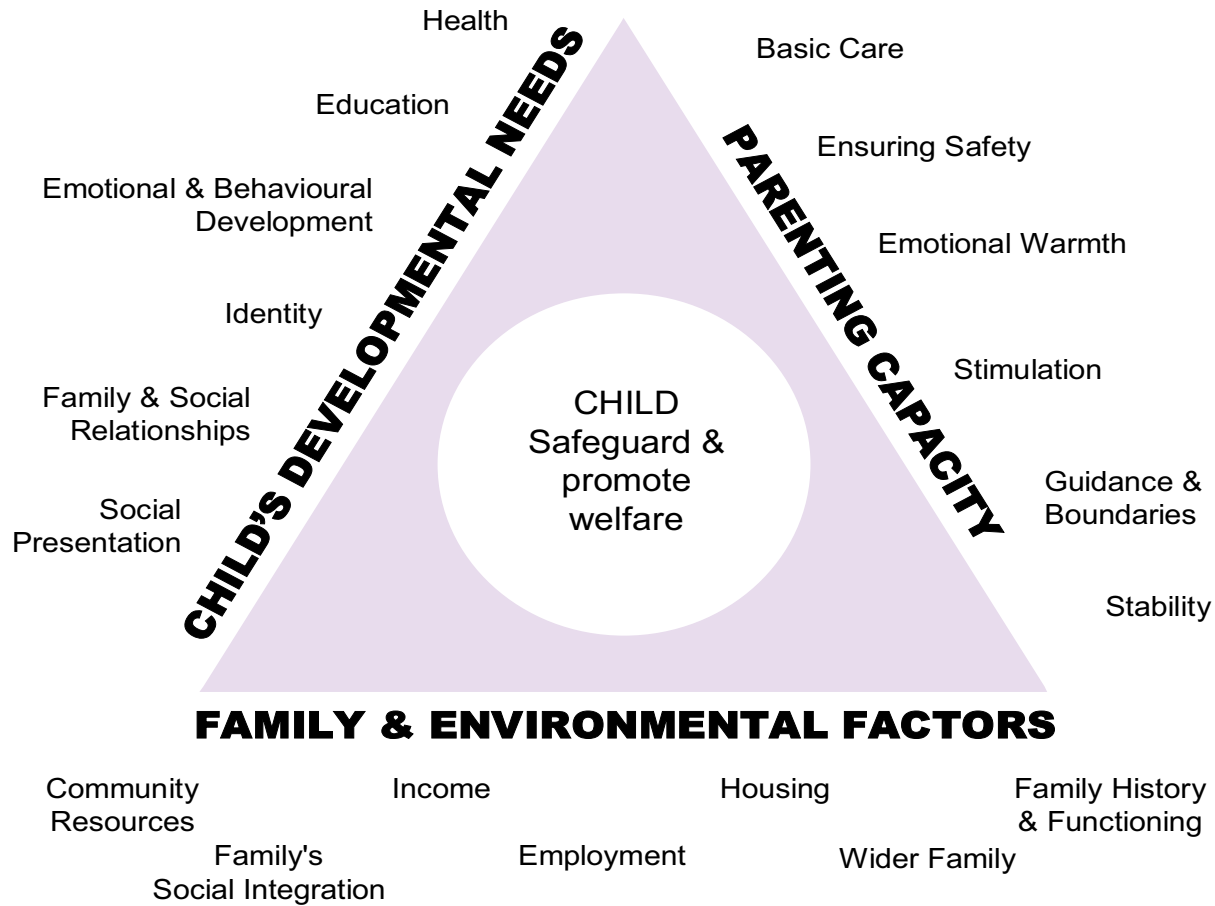 Health
Education
Emotional & Behavioural
Development
Identity
Family & Social
Relationships
Social
Presentation
CHILD'S DEVELOPMENTAL NEEDS
Basic Care
Ensuring Safety
Emotional Warmth
Stimulation
Guidance &
Boundaries
Stability
PARENTING CAPACITY
CHILD
Safeguard &
promote
welfare
FAMILY & ENVIRONMENTAL FACTORS
Community
Resources
Family's
Social Integration
Income
Employment
Housing
Wider Family
Family History
& Functioning